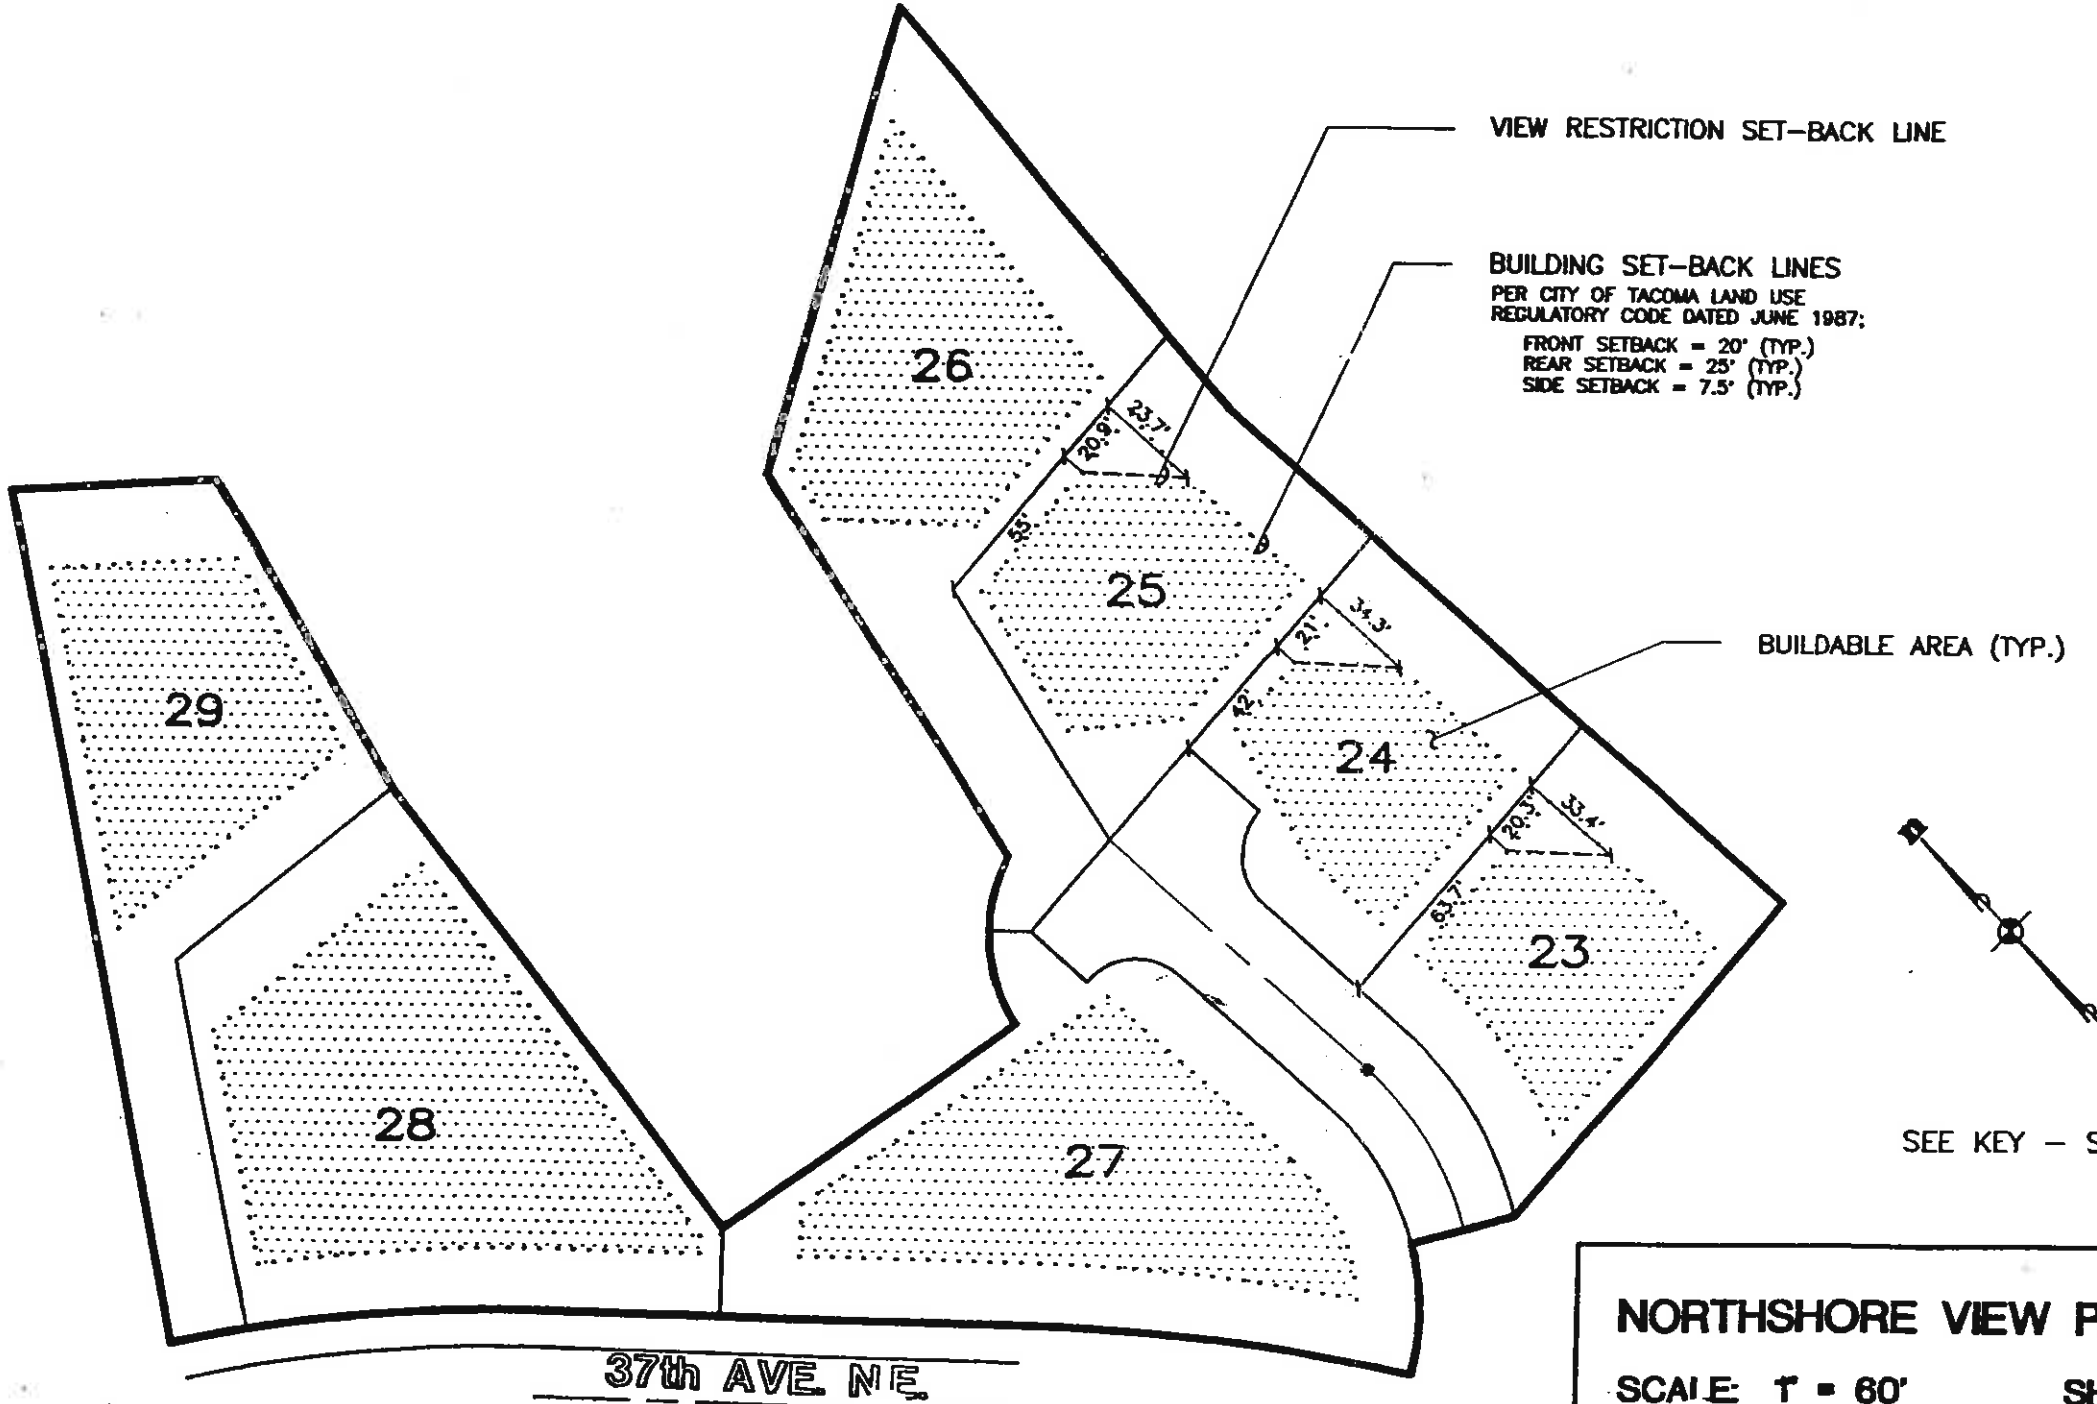 VIEW RESTRICTION SET-BACK LINE
BUILDING SET-BACK LINES
PER CITY OF TACOMA LAND USE
REGULATORY CODE DATED JUNE 1987;
FRONT SETBACK = 20' (TYP.)
REAR SETBACK = 25' (TYP.)
SIDE SETBACK = 7.5' (TYP.)
26
23.7'
20.9'
55'
25
34.3'
21'
42'
BUILDABLE AREA (TYP.)
24
29
33.4'
20.3'
63.7'
23
n
28
27
SEE KEY - S
37th AVE. N.E.
NORTHSHORE VIEW P
SCALE: 1" = 60'
SH